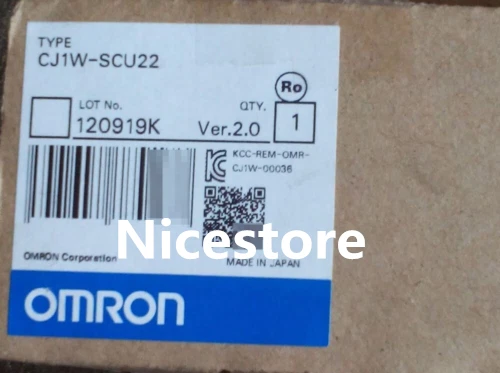 TYPE
CJ1W-SCU22
Ro
LOT No.
QTY.
120919K
Ver.2.0
1
KC
KCC-REM-OMR-
CJ1W-00036
Nicestore
OMRON Corporation
MADE IN JAPAN
OMRON